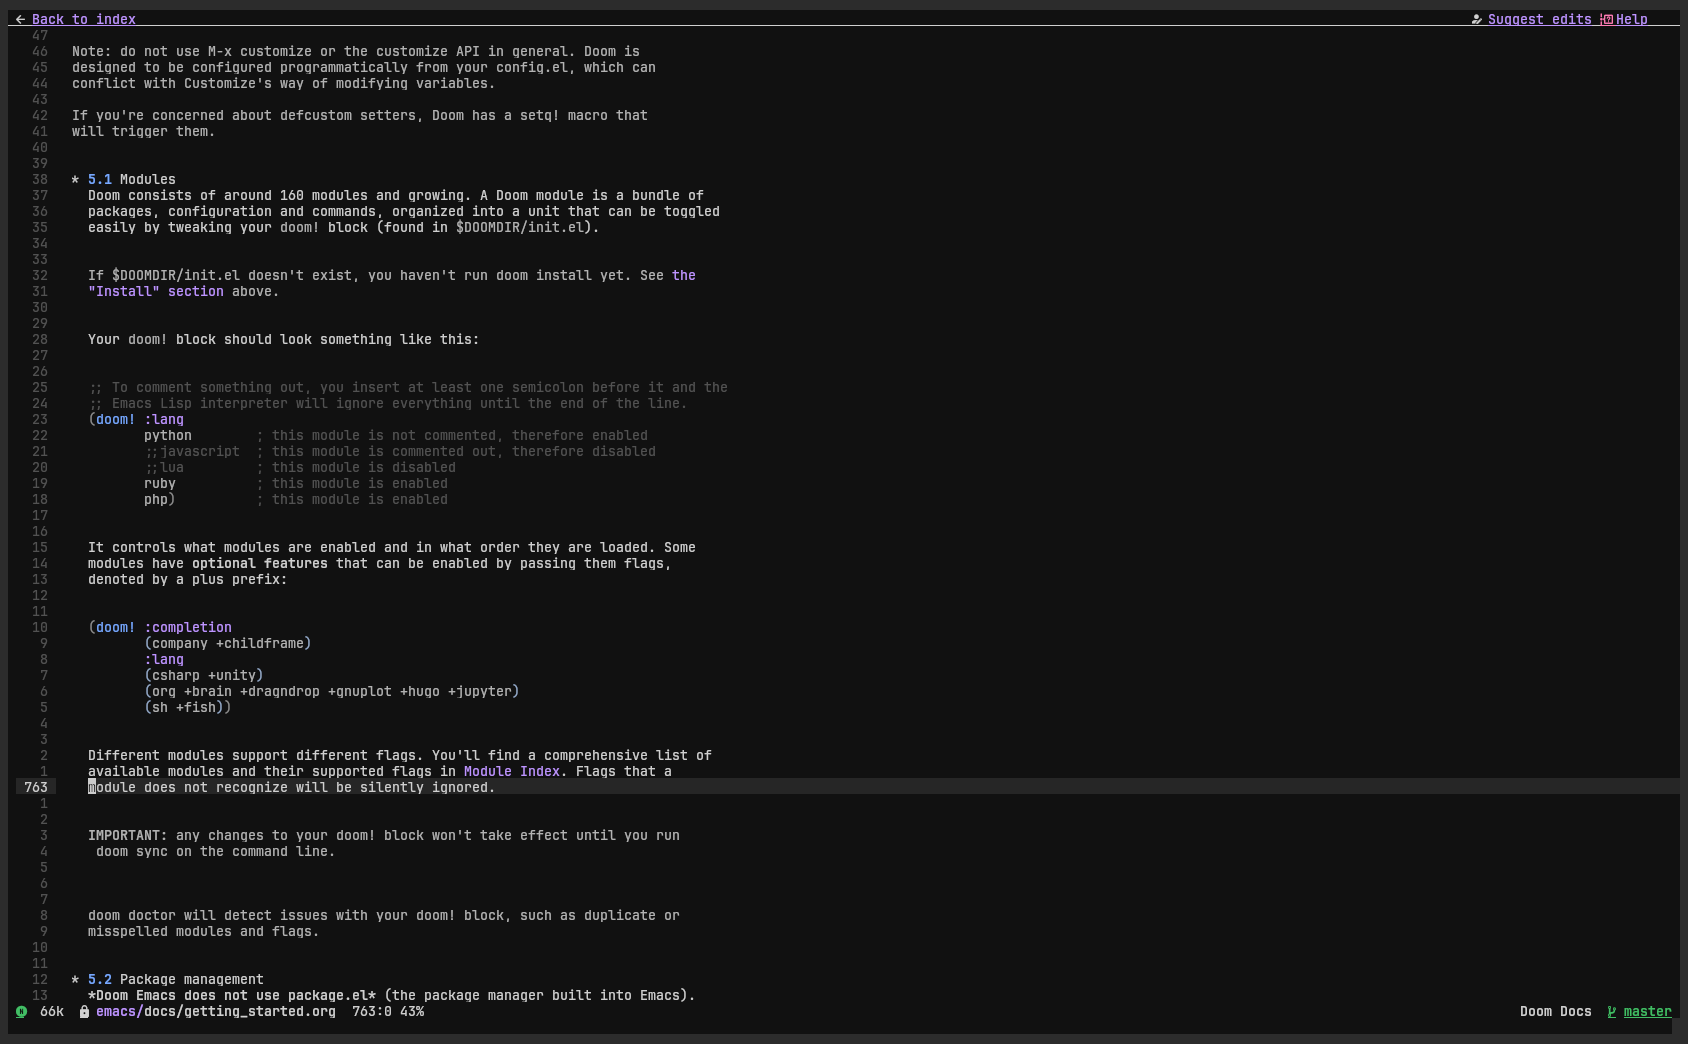 ← Back to index Suggest edits Help
47
46 Note: do not use M-x customize or the customize API in general. Doom is
45 designed to be configured programmatically from your config.el, which can
44 conflict with Customize's way of modifying variables.
43
42 If you're concerned about defcustom setters, Doom has a setq! macro that
41 will trigger them.
40
39
38 * 5.1 Modules
37 Doom consists of around 160 modules and growing. A Doom module is a bundle of
36 packages, configuration and commands, organized into a unit that can be toggled
35 easily by tweaking your doom! block (found in $DOOMDIR/init.el).
34
33
32 If $DOOMDIR/init.el doesn't exist, you haven't run doom install yet. See the
31 "Install" section above.
30
29
28 Your doom! block should look something like this:
27
26
25 ;; To comment something out, you insert at least one semicolon before it and the
24 ;; Emacs Lisp interpreter will ignore everything until the end of the line.
23 (doom! :lang
22 python ; this module is not commented, therefore enabled
21 ;;javascript ; this module is commented out, therefore disabled
20 ;;lua ; this module is disabled
19 ruby ; this module is enabled
18 php) ; this module is enabled
17
16
15 It controls what modules are enabled and in what order they are loaded. Some
14 modules have optional features that can be enabled by passing them flags,
13 denoted by a plus prefix:
12
11
10 (doom! :completion
9 (company +childframe)
8 :lang
7 (csharp +unity)
6 (org +brain +dragndrop +gnuplot +hugo +jupyter)
5 (sh +fish))
4
3
2 Different modules support different flags. You'll find a comprehensive list of
1 available modules and their supported flags in Module Index. Flags that a
763 module does not recognize will be silently ignored.
1
2
3 IMPORTANT: any changes to your doom! block won't take effect until you run
4 doom sync on the command line.
5
6
7
8 doom doctor will detect issues with your doom! block, such as duplicate or
9 misspelled modules and flags.
10
11
12 * 5.2 Package management
13 *Doom Emacs does not use package.el* (the package manager built into Emacs).
N 66k emacs/docs/getting_started.org 763:0 43% Doom Docs master